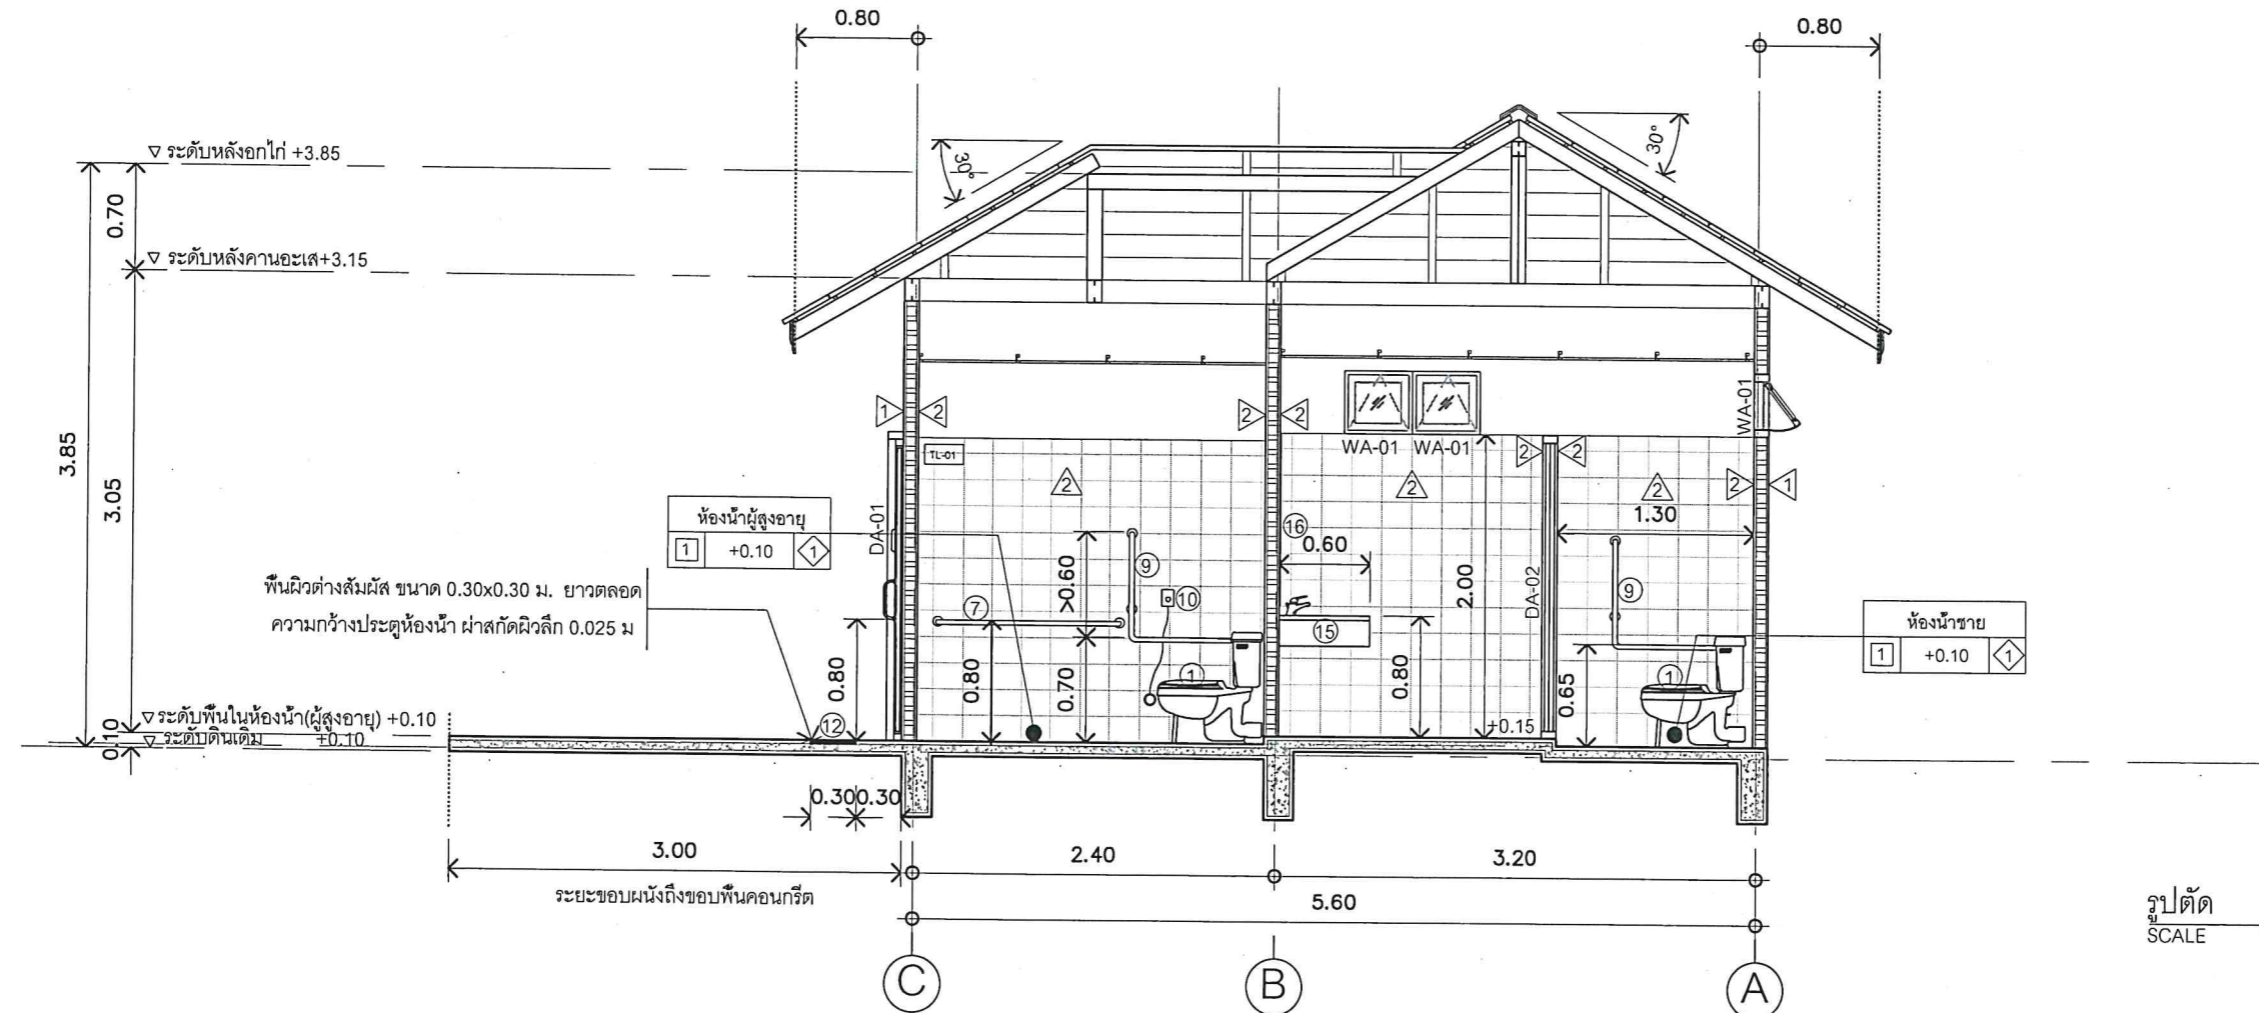 0.80
0.80
30°
30°
▽ ระดับหลังอกไก่ +3.85
0.70
▽ ระดับหลังคานอะเส+3.15
3.85
3.05
0.10
1
2
2
2
WA-01
WA-01 WA-01
2
2
TL-01
2
2
2
2
1
1.30
DA-01
ห้องน้ำผู้สูงอายุ
1 +0.10 1
16
0.60
>0.60
9
10
7
2.00
DA-02
9
15
พื้นผิวต่างสัมผัส ขนาด 0.30x0.30 ม. ยาวตลอด
ความกว้างประตูห้องน้ำ ผ่าสกัดผิวลึก 0.025 ม
ห้องน้ำชาย
1 +0.10 1
0.80
0.80
0.70
1
0.80
0.65
1
+0.15
▽ ระดับพื้นในห้องน้ำ(ผู้สูงอายุ) +0.10
▽ ระดับดินเดิม +0.10
12
0.30 0.30
3.00
2.40
3.20
ระยะขอบผนังถึงขอบพื้นคอนกรีต
5.60
C
B
A
รูปตัด
SCALE